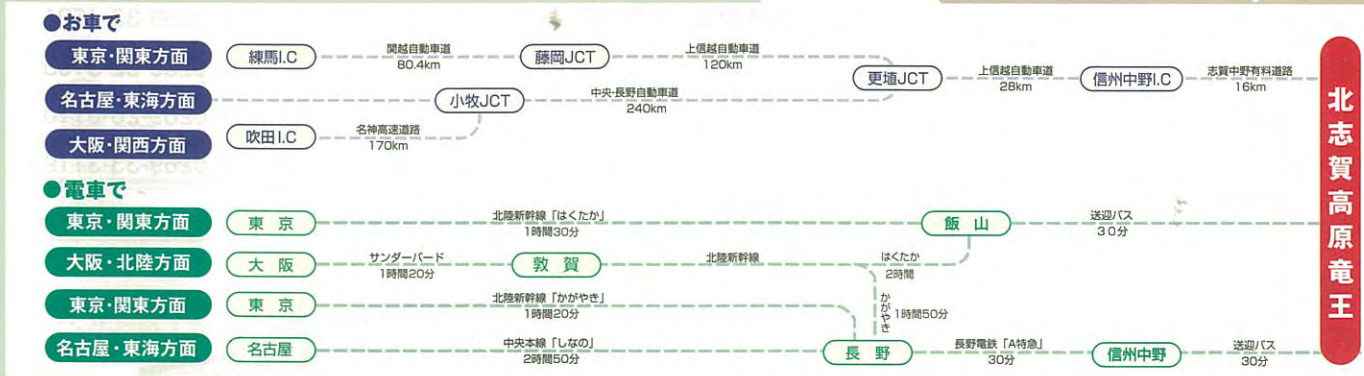 ●お車で
東京・関東方面
練馬I.C
関越自動車道
80.4km
藤岡JCT
上信越自動車道
120km
更埴JCT
上信越自動車道
28km
信州中野I.C
志賀中野有料道路
16km
名古屋・東海方面
小牧JCT
中央・長野自動車道
240km
大阪・関西方面
吹田I.C
名神高速道路
170km
●電車で
東京・関東方面
東京
北陸新幹線「はくたか」
1時間30分
飯山
送迎バス
30分
大阪・北陸方面
大阪
サンダーバード
1時間20分
敦賀
北陸新幹線
はくたか
2時間
かがやき
1時間50分
東京・関東方面
東京
北陸新幹線「かがやき」
1時間20分
名古屋・東海方面
名古屋
中央本線「しなの」
2時間50分
長野
長野電鉄「A特急」
30分
信州中野
送迎バス
30分
北志賀高原竜王